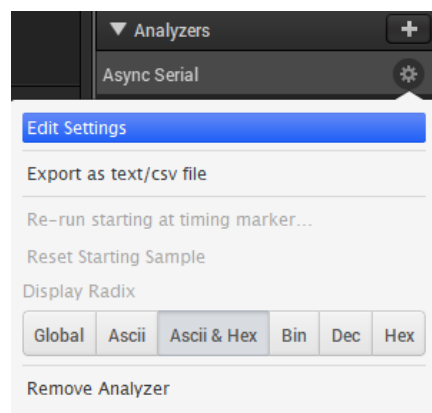 ▼ Analyzers +
Async Serial
Edit Settings
Export as text/csv file
Re-run starting at timing marker...
Reset Starting Sample
Display Radix
Global Ascii Ascii & Hex Bin Dec Hex
Remove Analyzer